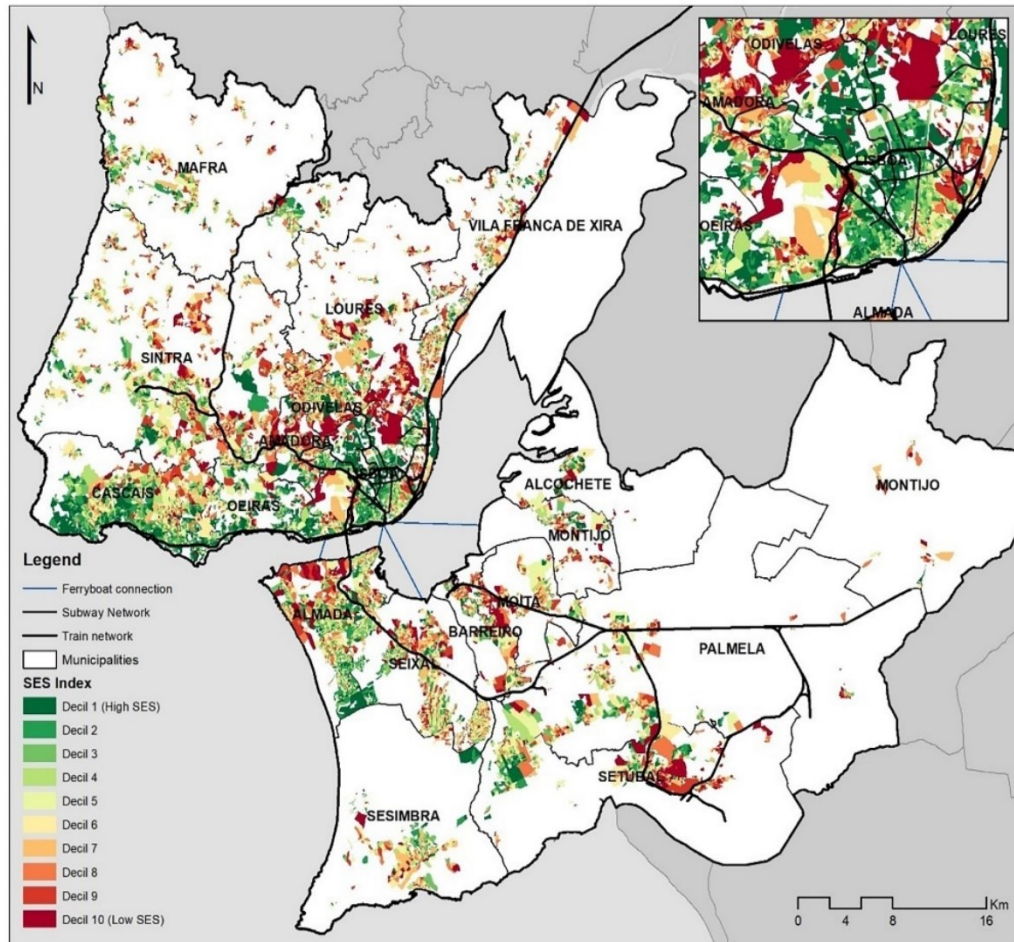 N
ODIVELAS
LOURES
AMADORA
LISBOA
OEIRAS
ALMADA
MAFRA
VILA FRANCA DE XIRA
LOURES
SINTRA
ODIVELAS
AMADORA
CASCAIS
OEIRAS
ALCOCHETE
MONTIJO
MONTIJO
ALMADA
MOITA
BARREIRO
SEIXAL
PALMELA
SETÚBAL
SESIMBRA
Legend
Ferryboat connection
Subway Network
Train network
Municipalities
SES Index
Decil 1 (High SES)
Decil 2
Decil 3
Decil 4
Decil 5
Decil 6
Decil 7
Decil 8
Decil 9
Decil 10 (Low SES)
Km
0 4 8 16